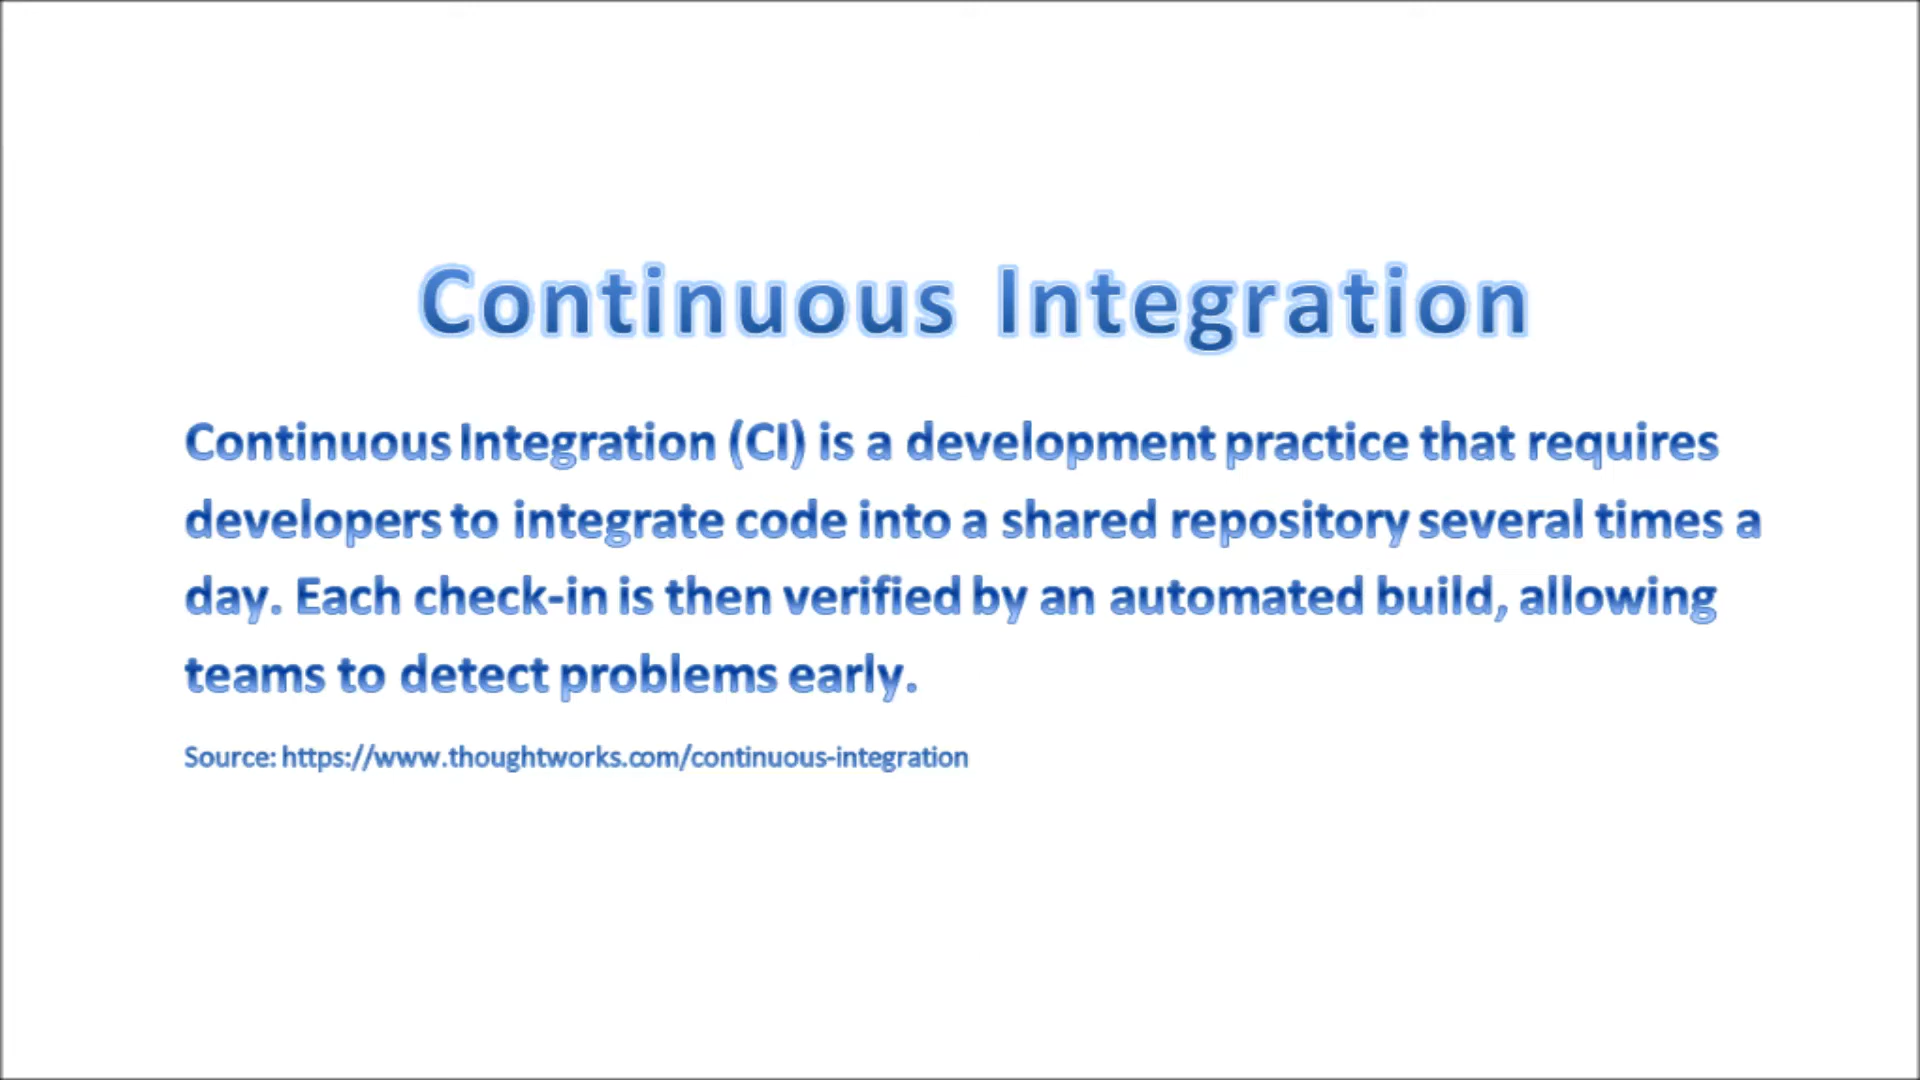 Continuous Integration
Continuous Integration (CI) is a development practice that requires
developers to integrate code into a shared repository several times a
day. Each check-in is then verified by an automated build, allowing
teams to detect problems early.
Source: https://www.thoughtworks.com/continuous-integration